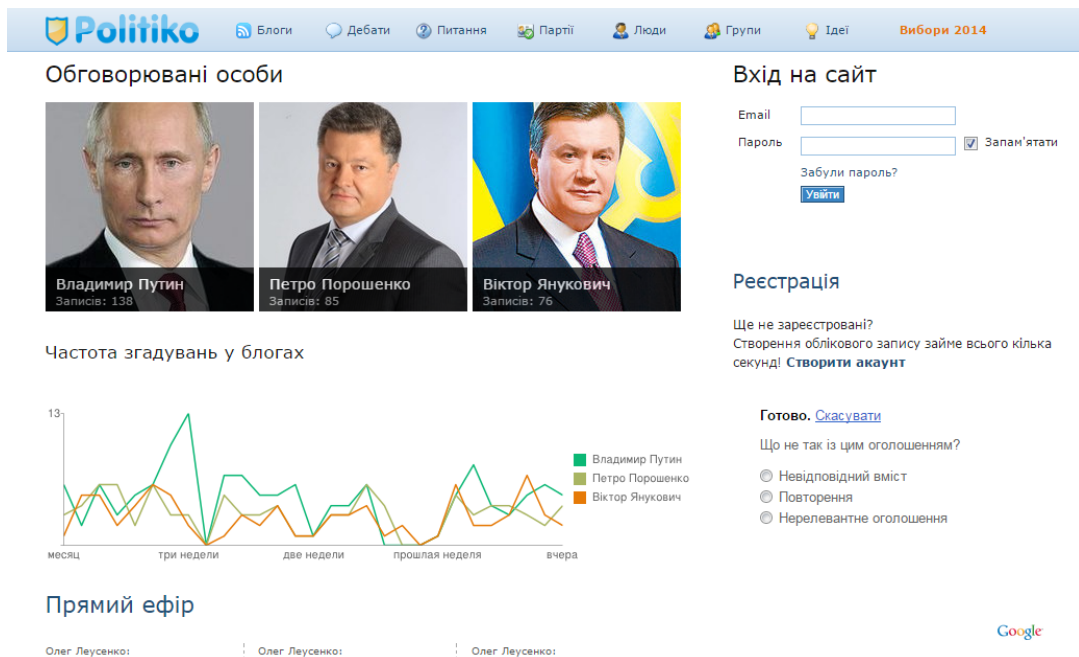 Politiko
Блоги Дебати Питання Партії Люди Групи Ідеї Вибори 2014
Обговорювані особи
Владимир Путин
Записів: 138
Петро Порошенко
Записів: 85
Віктор Янукович
Записів: 76
Частота згадувань у блогах
13
Владимир Путин
Петро Порошенко
Віктор Янукович
месяц три недели две недели прошлая неделя вчера
Прямий ефір
Олег Леусенко: Олег Леусенко: Олег Леусенко:
Вхід на сайт
Email
Пароль Запам'ятати
Забули пароль?
Увійти
Реєстрація
Ще не зареєстровані?
Створення облікового запису займе всього кілька
секунд! Створити акаунт
Готово. Скасувати
Що не так із цим оголошенням?
Невідповідний вміст
Повторення
Нерелевантне оголошення
Google